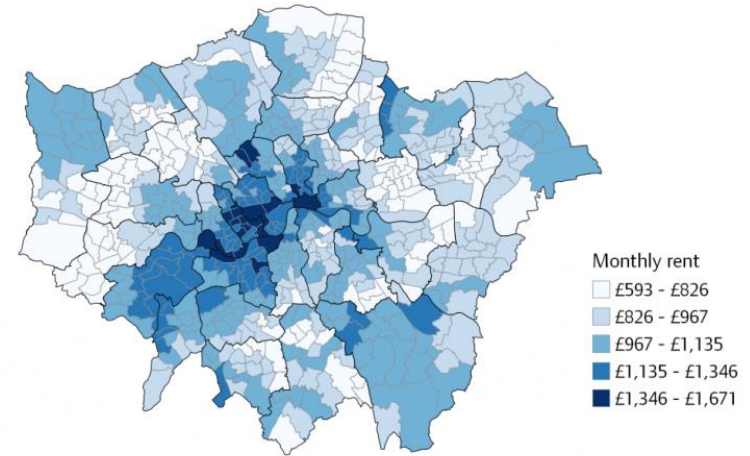 Monthly rent
£593 - £826
£826 - £967
£967 - £1,135
£1,135 - £1,346
£1,346 - £1,671